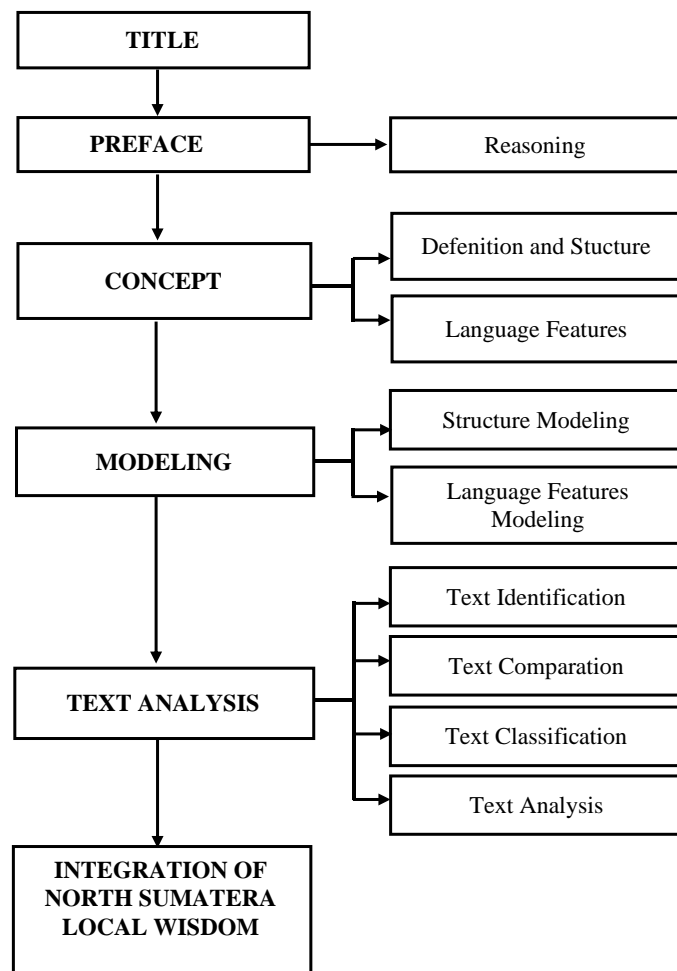 TITLE
PREFACE
Reasoning
CONCEPT
Defenition and Stucture
Language Features
MODELING
Structure Modeling
Language Features
Modeling
TEXT ANALYSIS
Text Identification
Text Comparation
Text Classification
Text Analysis
INTEGRATION OF
NORTH SUMATERA
LOCAL WISDOM